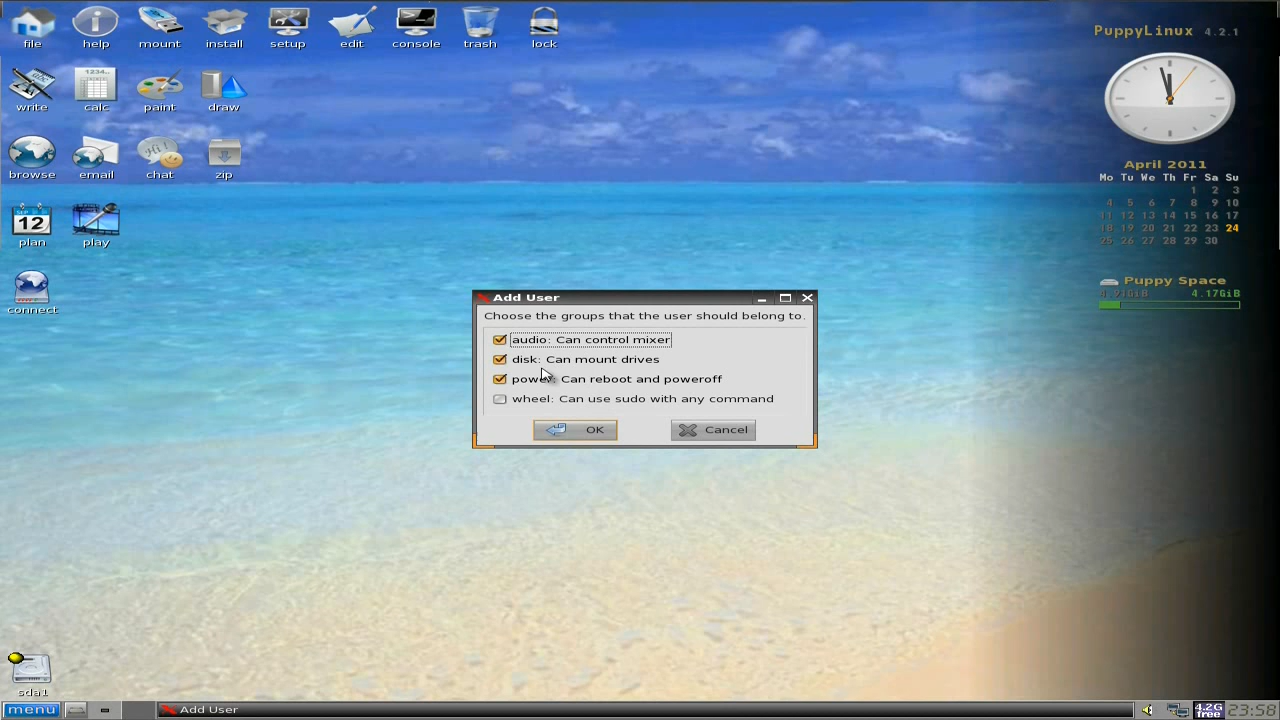 file help mount install setup edit console trash lock
write calc paint draw
browse email chat zip
plan play
connect
sda1
PuppyLinux 4.2.1
April 2011
Mo Tu We Th Fr Sa Su
1 2 3
4 5 6 7 8 9 10
11 12 13 14 15 16 17
18 19 20 21 22 23 24
25 26 27 28 29 30
Puppy Space
4.91GiB 4.17GiB
Add User
Choose the groups that the user should belong to.
audio: Can control mixer
disk: Can mount drives
power: Can reboot and poweroff
wheel: Can use sudo with any command
OK Cancel
menu Add User 4.2G free 23:58